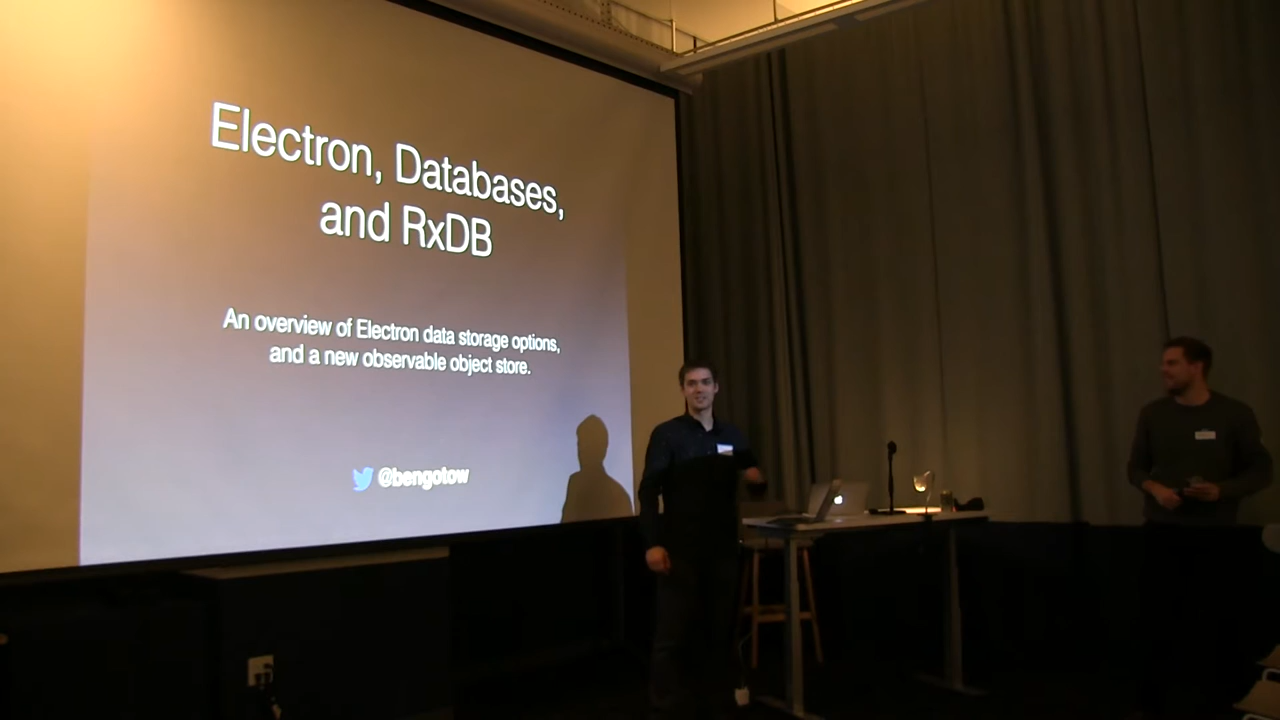 Electron, Databases,
and RxDB
An overview of Electron data storage options,
and a new observable object store.
@bengotow